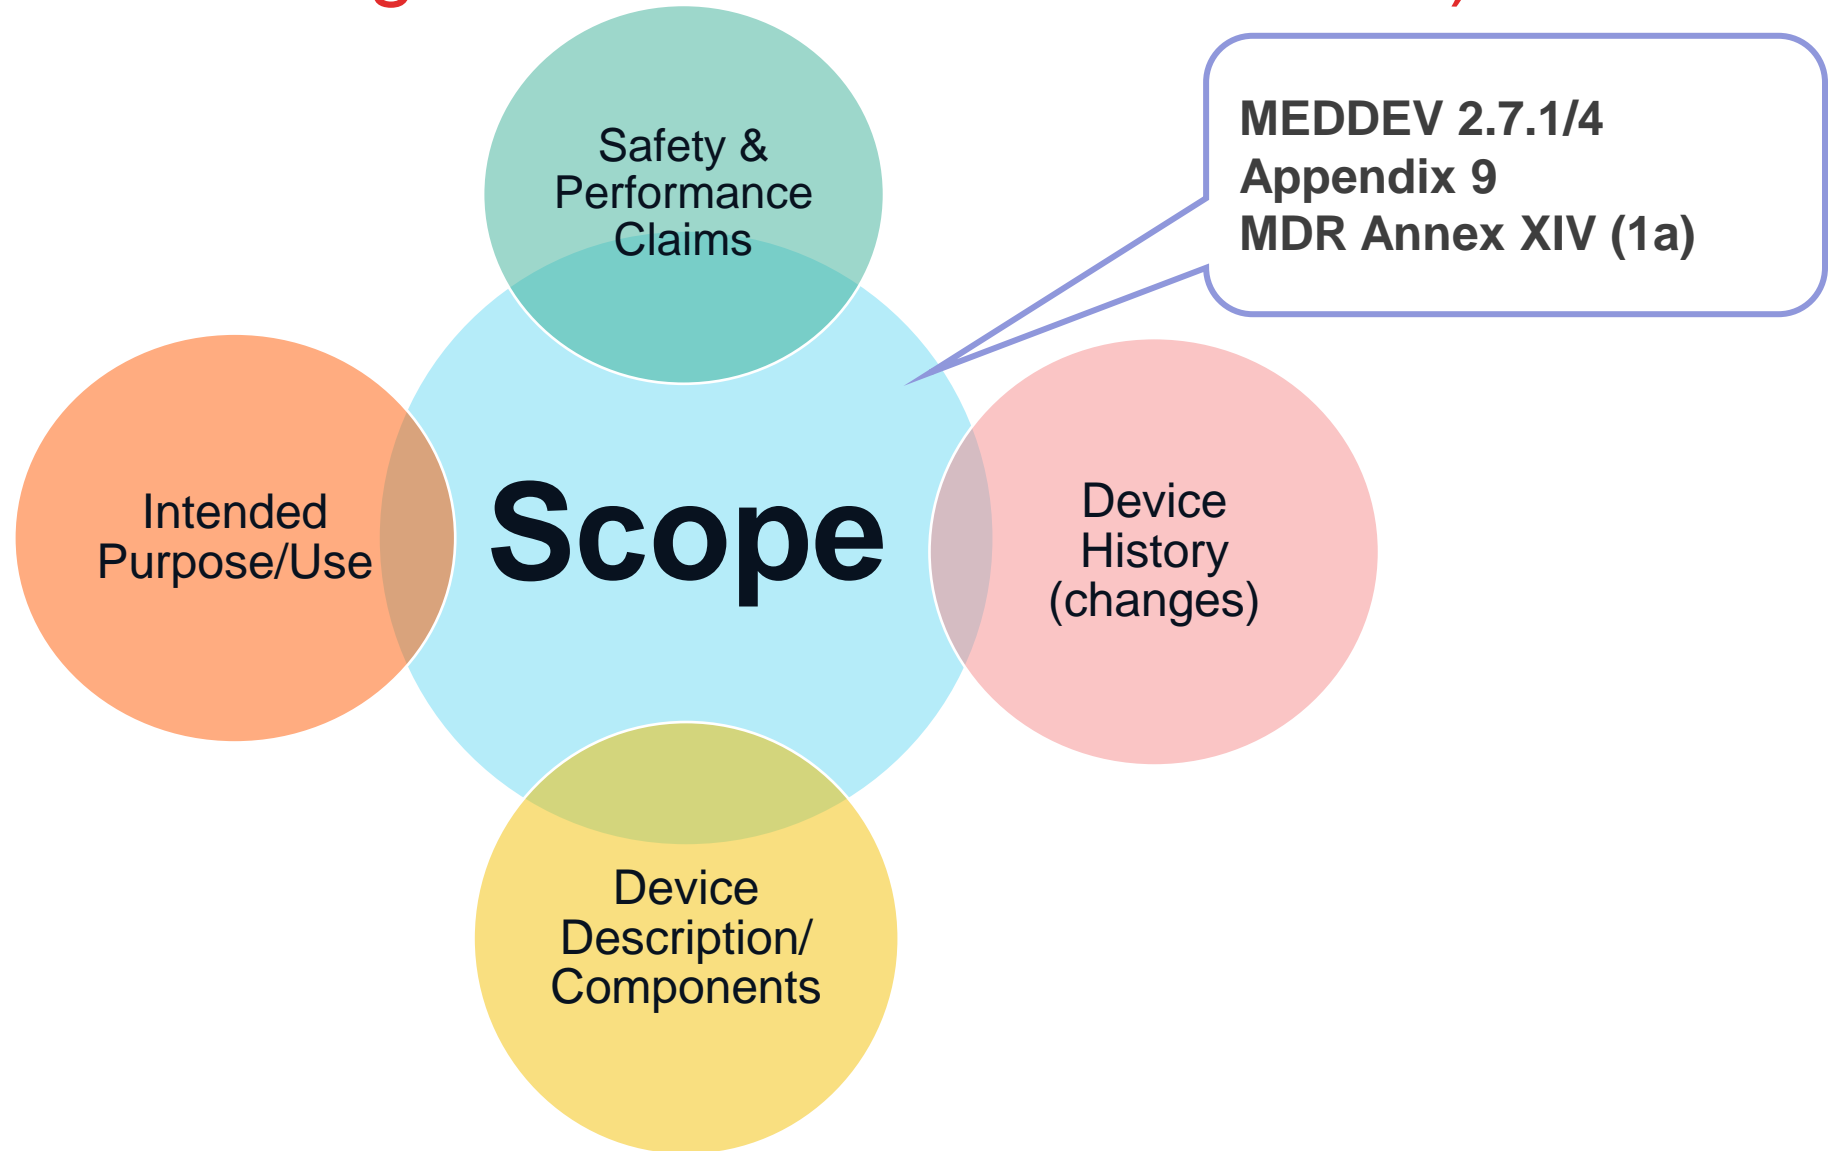 Safety &
Performance
Claims
MEDDEV 2.7.1/4
Appendix 9
MDR Annex XIV (1a)
Intended
Purpose/Use
Scope
Device
History
(changes)
Device
Description/
Components